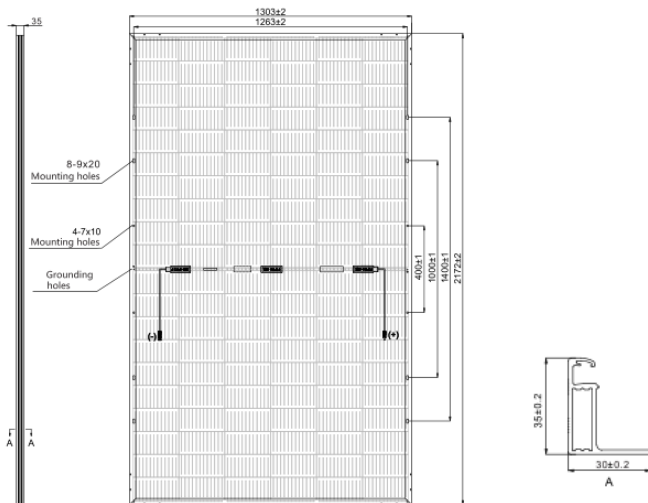 1303±2
1263±2
35
8-9x20
Mounting holes
4-7x10
Mounting holes
Grounding
holes
400±1
1000±1
1400±1
2172±2
(-)
(+)
A
A
35±0.2
30±0.2
A